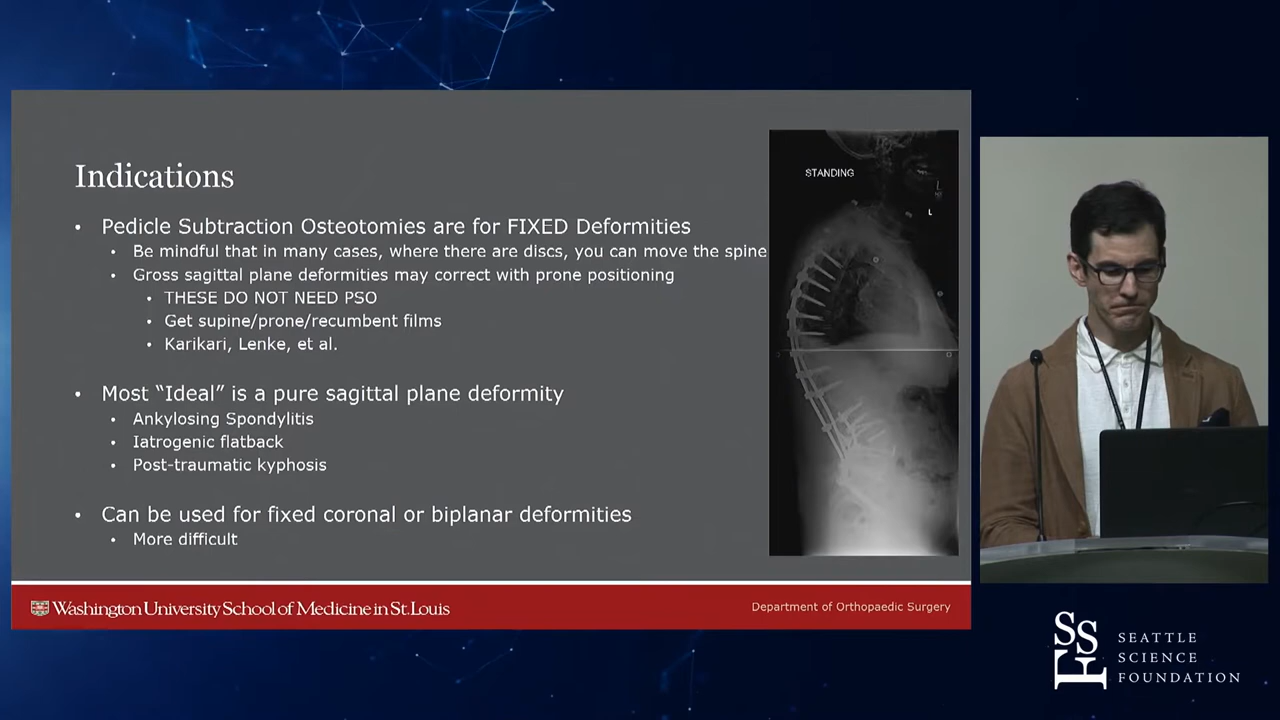 Indications
• Pedicle Subtraction Osteotomies are for FIXED Deformities
• Be mindful that in many cases, where there are discs, you can move the spine
• Gross sagittal plane deformities may correct with prone positioning
• THESE DO NOT NEED PSO
• Get supine/prone/recumbent films
• Karikari, Lenke, et al.
• Most “Ideal” is a pure sagittal plane deformity
• Ankylosing Spondylitis
• Iatrogenic flatback
• Post-traumatic kyphosis
• Can be used for fixed coronal or biplanar deformities
• More difficult
STANDING
L
Washington University School of Medicine in St. Louis
Department of Orthopaedic Surgery
SSF
SEATTLE
SCIENCE
FOUNDATION